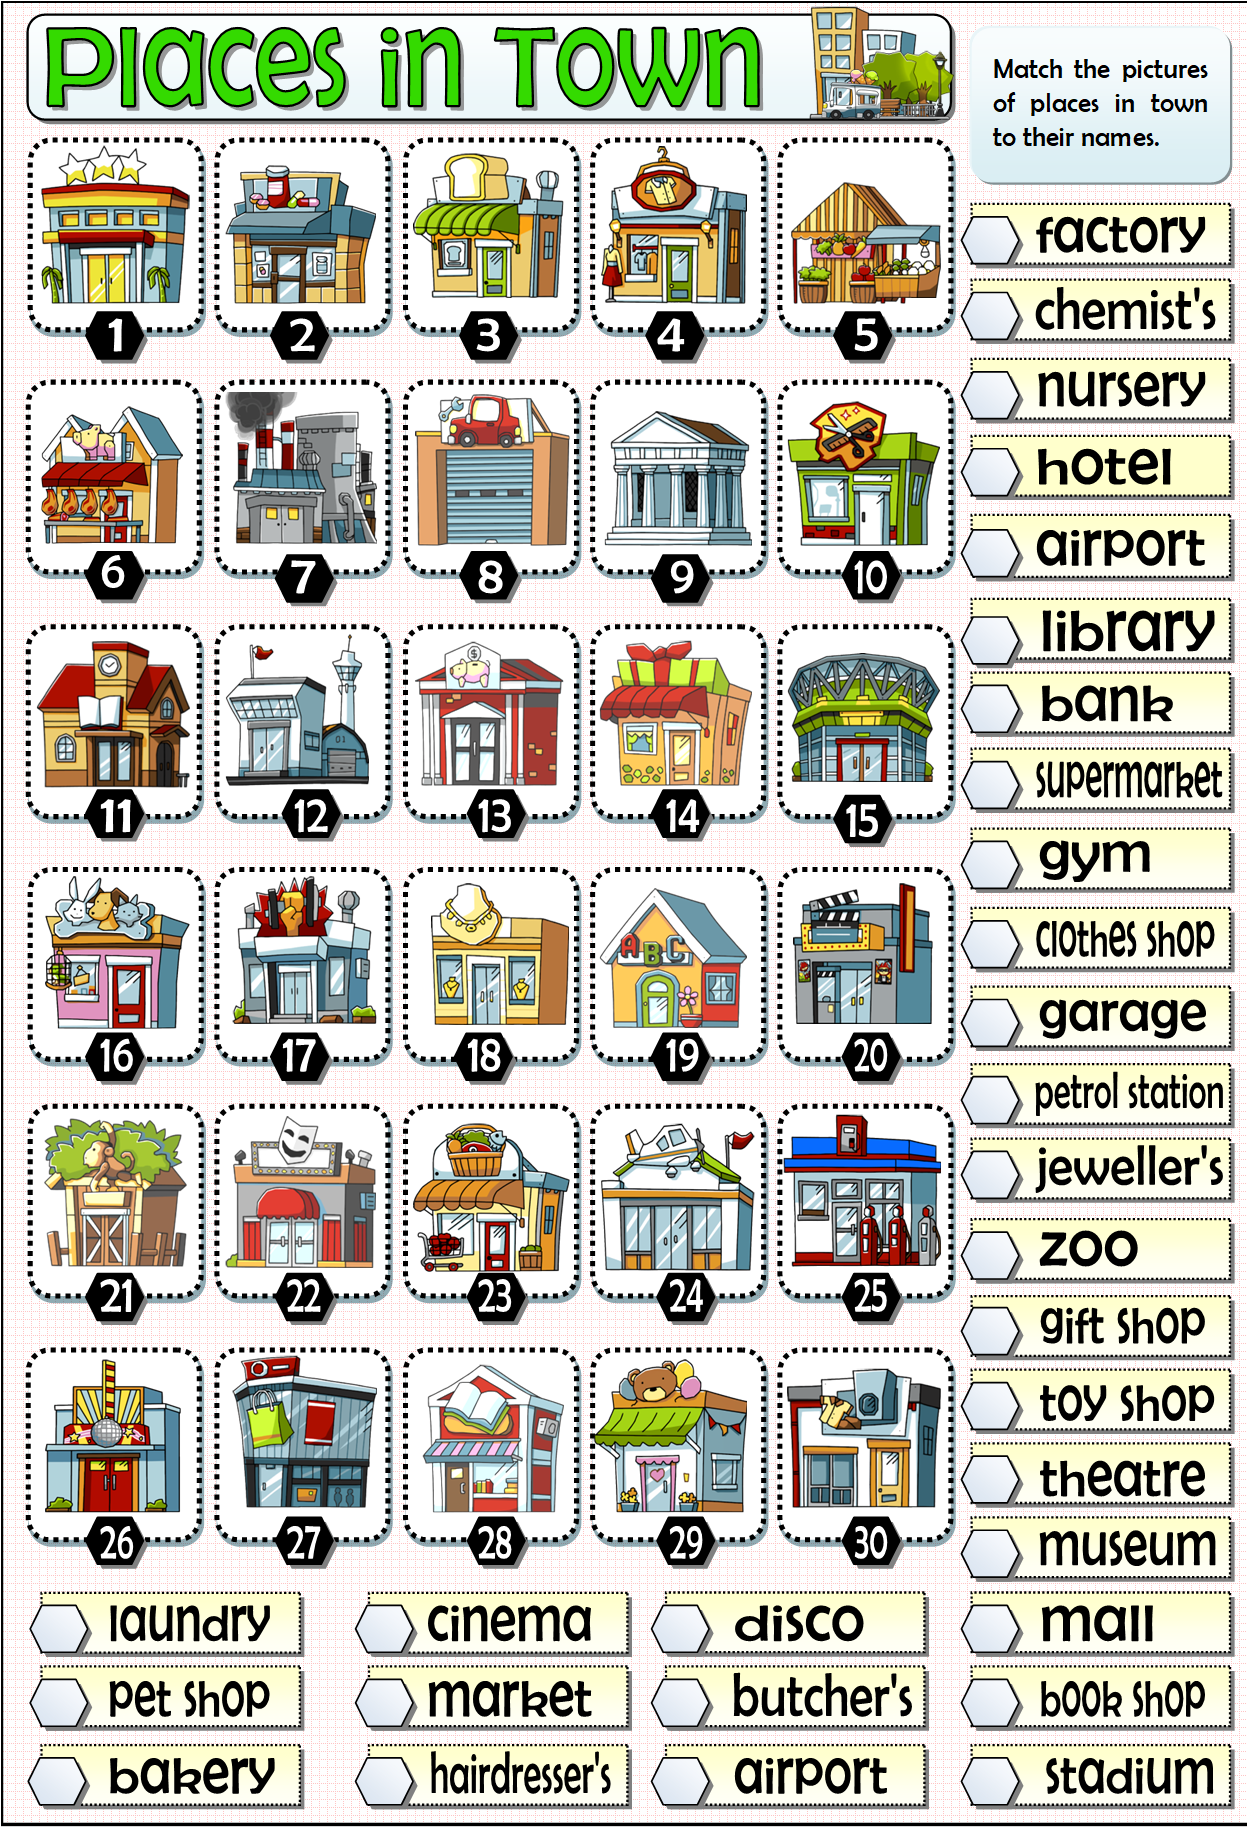 Places in Town
Match the pictures
of places in town
to their names.
1
2
3
4
5
6
7
8
9
10
11
12
01
$
13
14
15
16
17
18
ABC
19
20
21
22
23
24
25
26
27
28
29
30
factory
chemist's
nursery
hotel
airport
library
bank
supermarket
gym
clothes shop
garage
petrol station
jeweller's
zoo
gift shop
toy shop
theatre
museum
mall
book shop
stadium
laundry
cinema
disco
pet shop
market
butcher's
bakery
hairdresser's
airport